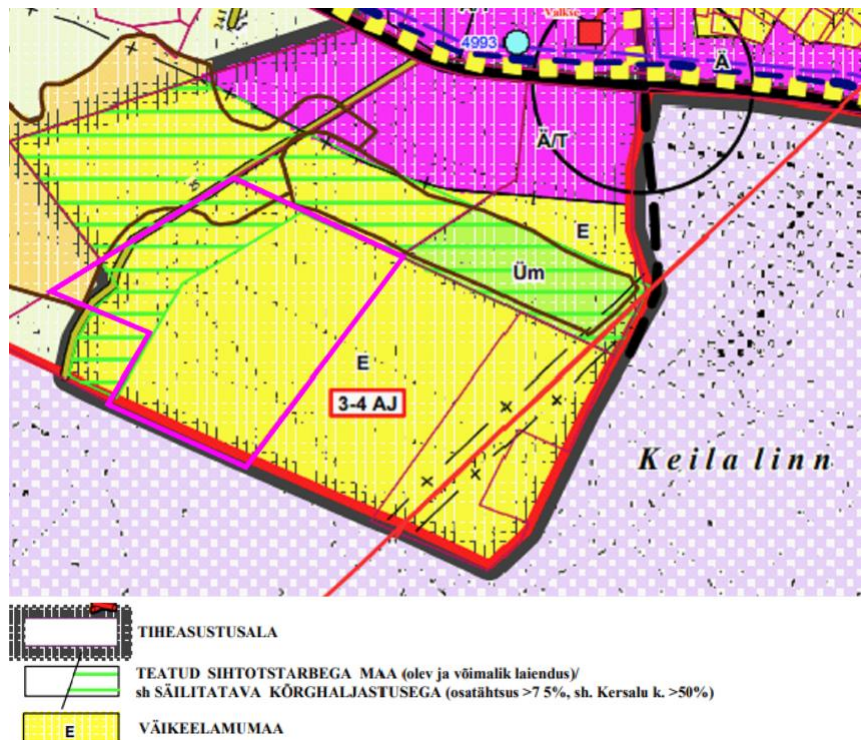 Valkse
4993
Ä
Ä/T
E
Üm
E
3-4 AJ
Keila linn
TIHEASUSTUSALA
TEATUD SIHTOTSTARBEGA MAA (olev ja võimalik laiendus)/
sh SÄILITATAVA KÕRGHALJASTUSEGA (osatähtsus >7 5%, sh. Kersalu k. >50%)
E VÄIKEELAMUMAA